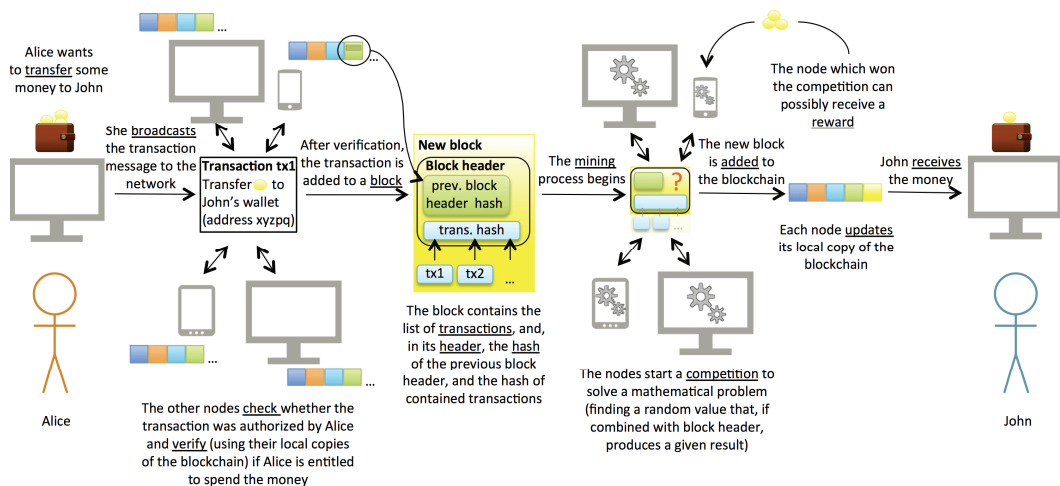 Alice wants
to transfer some
money to John
She broadcasts
the transaction
message to the
network
Alice
...
...
Transaction tx1
Transfer to
John's wallet
(address xyzpq)
...
...
The other nodes check whether the
transaction was authorized by Alice
and verify (using their local copies
of the blockchain) if Alice is entitled
to spend the money
After verification,
the transaction is
added to a block
New block
Block header
prev. block
header hash
trans. hash
tx1
tx2
...
The block contains the
list of transactions, and,
in its header, the hash
of the previous block
header, and the hash of
contained transactions
The mining
process begins
?
...
The nodes start a competition to
solve a mathematical problem
(finding a random value that, if
combined with block header,
produces a given result)
The node which won
the competition can
possibly receive a
reward
The new block
is added to
the blockchain
Each node updates
its local copy of the
blockchain
John receives
the money
John